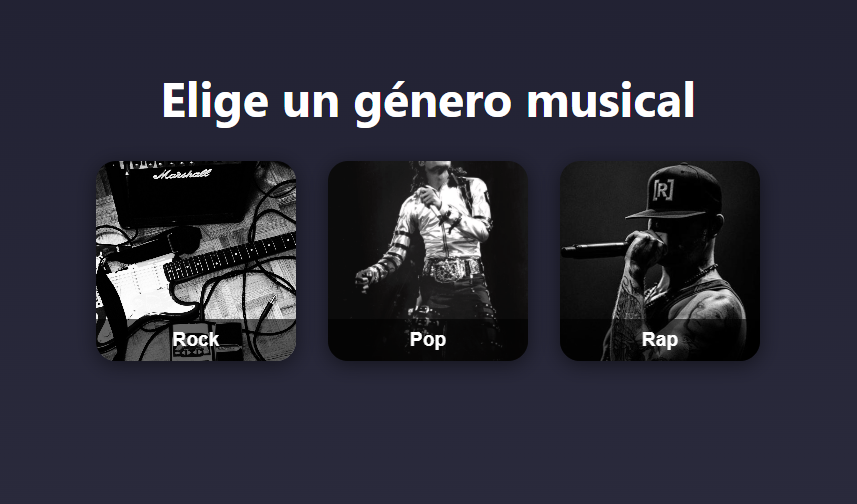 Elige un género musical
Marshall
[R]
Rock
Pop
Rap